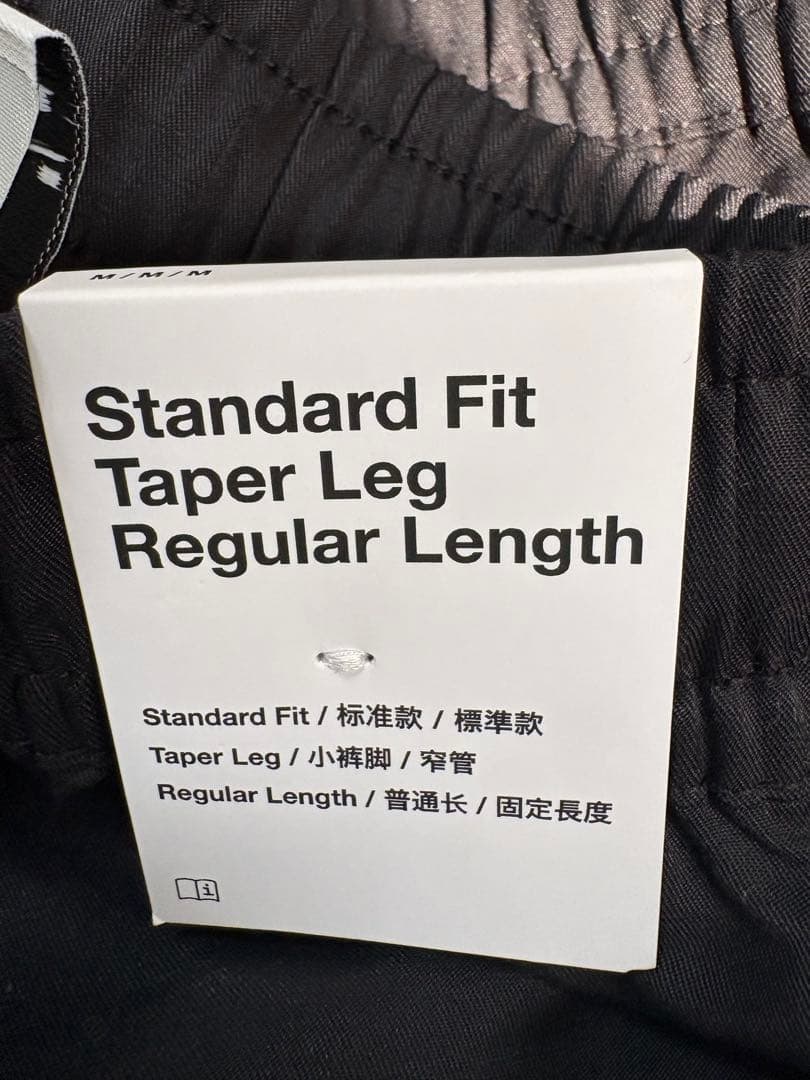 M/M/M
Standard Fit
Taper Leg
Regular Length
Standard Fit / 标准款 / 標準款
Taper Leg / 小裤脚 / 窄管
Regular Length / 普通长 / 固定長度
i